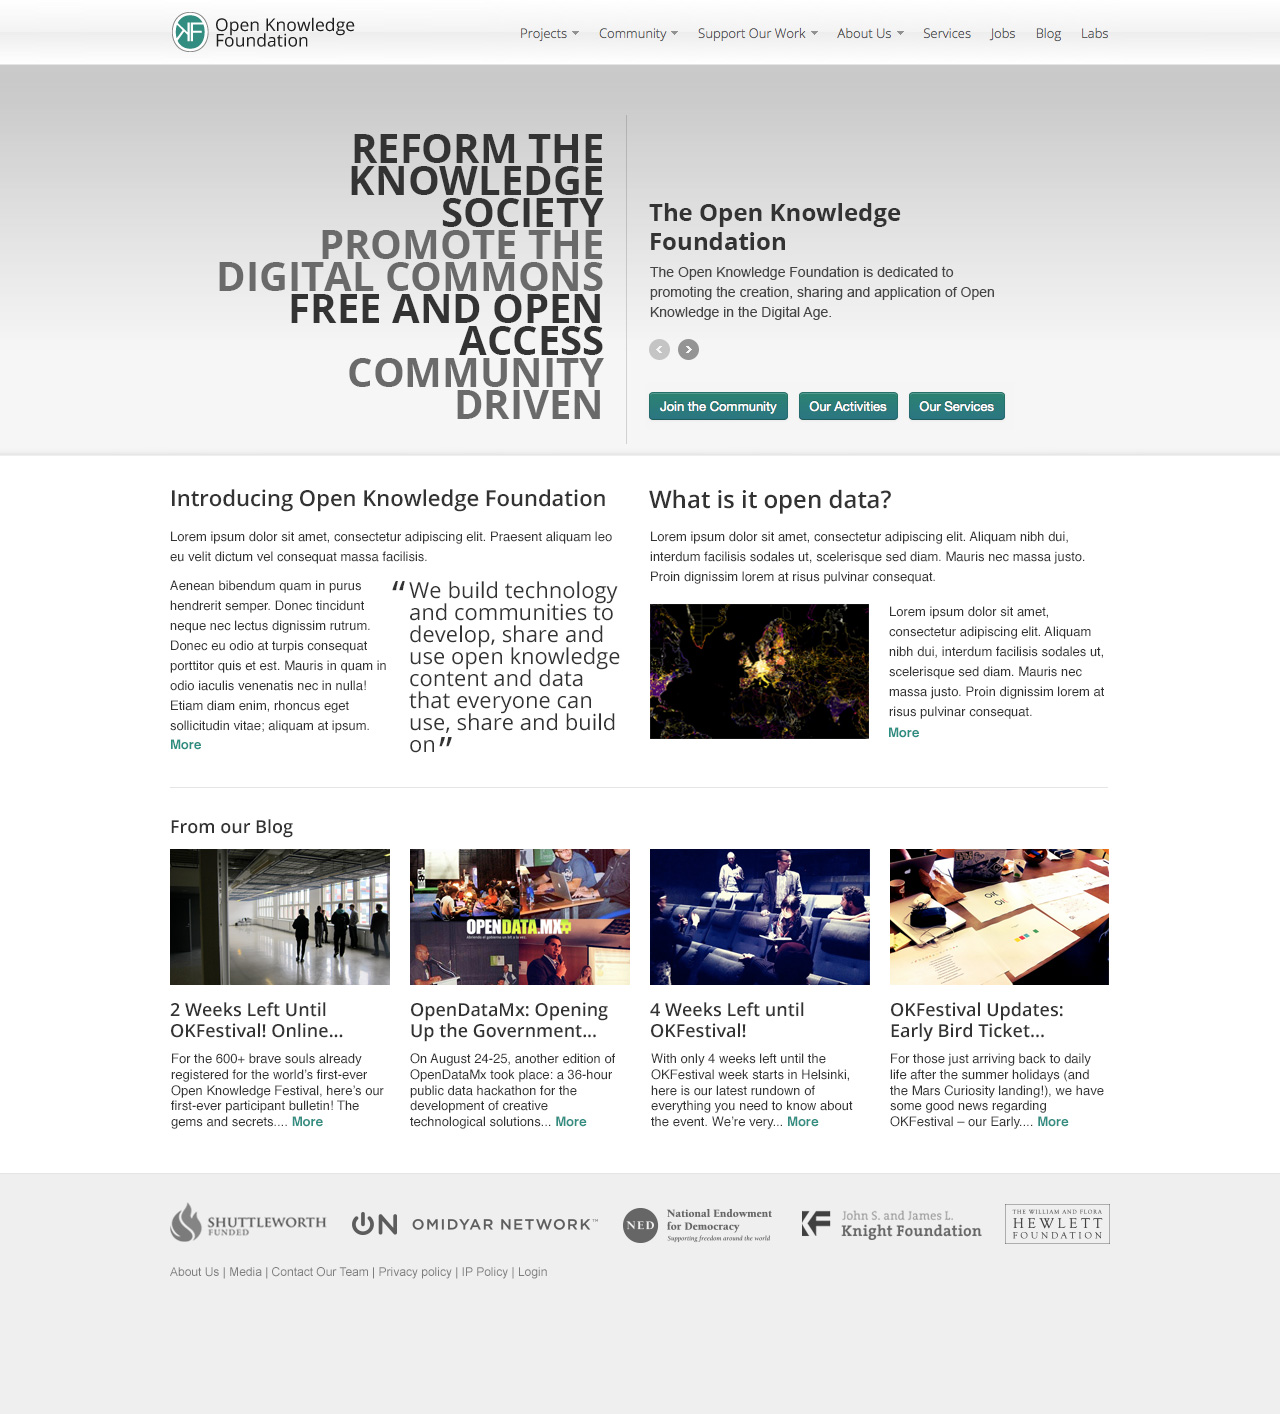 Open Knowledge
Foundation
Projects Community Support Our Work About Us Services Jobs Blog Labs
REFORM THE
KNOWLEDGE
SOCIETY
PROMOTE THE
DIGITAL COMMONS
FREE AND OPEN
ACCESS
COMMUNITY
DRIVEN
The Open Knowledge
Foundation
The Open Knowledge Foundation is dedicated to
promoting the creation, sharing and application of Open
Knowledge in the Digital Age.
Join the Community Our Activities Our Services
Introducing Open Knowledge Foundation
Lorem ipsum dolor sit amet, consectetur adipiscing elit. Praesent aliquam leo
eu velit dictum vel consequat massa facilisis.
Aenean bibendum quam in purus
hendrerit semper. Donec tincidunt
neque nec lectus dignissim rutrum.
Donec eu odio at turpis consequat
porttitor quis et est. Mauris in quam in
odio iaculis venenatis nec in nulla!
Etiam diam enim, rhoncus eget
sollicitudin vitae; aliquam at ipsum.
More
“We build technology
and communities to
develop, share and
use open knowledge
content and data
that everyone can
use, share and build
on”
What is it open data?
Lorem ipsum dolor sit amet, consectetur adipiscing elit. Aliquam nibh dui,
interdum facilisis sodales ut, scelerisque sed diam. Mauris nec massa justo.
Proin dignissim lorem at risus pulvinar consequat.
Lorem ipsum dolor sit amet,
consectetur adipiscing elit. Aliquam
nibh dui, interdum facilisis sodales ut,
scelerisque sed diam. Mauris nec
massa justo. Proin dignissim lorem at
risus pulvinar consequat.
More
From our Blog
OPENDATA.MX
2 Weeks Left Until
OKFestival! Online...
For the 600+ brave souls already
registered for the world’s first-ever
Open Knowledge Festival, here’s our
first-ever participant bulletin! The
gems and secrets.... More
OpenDataMx: Opening
Up the Government...
On August 24-25, another edition of
OpenDataMx took place: a 36-hour
public data hackathon for the
development of creative
technological solutions... More
4 Weeks Left until
OKFestival!
With only 4 weeks left until the
OKFestival week starts in Helsinki,
here is our latest rundown of
everything you need to know about
the event. We’re very... More
OKFestival Updates:
Early Bird Ticket...
For those just arriving back to daily
life after the summer holidays (and
the Mars Curiosity landing!), we have
some good news regarding
OKFestival – our Early.... More
SHUTTLEWORTH
FUNDED
ON OMIDYAR NETWORK™
NED
National Endowment
for Democracy
Supporting freedom around the world
John S. and James L.
Knight Foundation
THE WILLIAM AND FLORA
HEWLETT
FOUNDATION
About Us | Media | Contact Our Team | Privacy policy | IP Policy | Login